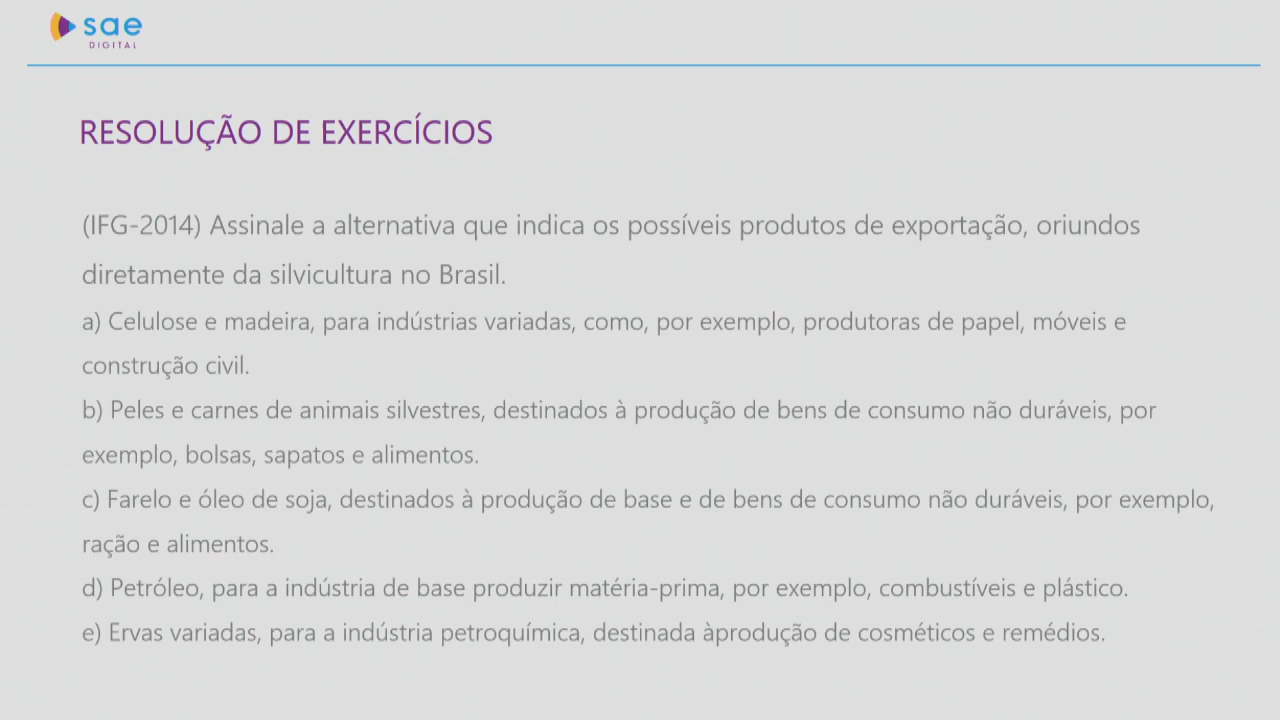 sae
DIGITAL
RESOLUÇÃO DE EXERCÍCIOS
(IFG-2014) Assinale a alternativa que indica os possíveis produtos de exportação, oriundos
diretamente da silvicultura no Brasil.
a) Celulose e madeira, para indústrias variadas, como, por exemplo, produtoras de papel, móveis e
construção civil.
b) Peles e carnes de animais silvestres, destinados à produção de bens de consumo não duráveis, por
exemplo, bolsas, sapatos e alimentos.
c) Farelo e óleo de soja, destinados à produção de base e de bens de consumo não duráveis, por exemplo,
ração e alimentos.
d) Petróleo, para a indústria de base produzir matéria-prima, por exemplo, combustíveis e plástico.
e) Ervas variadas, para a indústria petroquímica, destinada àprodução de cosméticos e remédios.